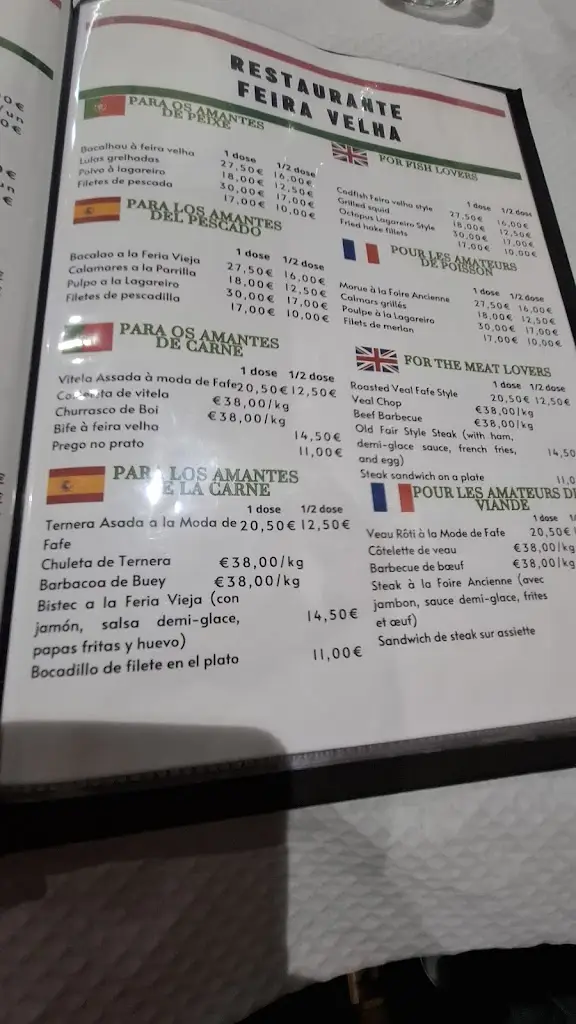 RESTAURANTE
FEIRA VELHA
PARA OS AMANTES
DE PEIXE
1 dose 1/2 dose
Bacalhau à feira velha 27,50€ 16,00€
Lulas grelhadas 18,00€ 12,50€
Polvo à lagareiro 30,00€ 17,00€
Filetes de pescada 17,00€ 10,00€
FOR FISH LOVERS
1 dose 1/2 dose
Codfish Feira velha style 27,50€ 16,00€
Grilled squid 18,00€ 12,50€
Octopus Lagareiro Style 30,00€ 17,00€
Fried hake fillets 17,00€ 10,00€
PARA LOS AMANTES
DEL PESCADO
1 dose 1/2 dose
Bacalao a la Feria Vieja 27,50€ 16,00€
Calamares a la Parrilla 18,00€ 12,50€
Pulpo a la Lagareiro 30,00€ 17,00€
Filetes de pescadilla 17,00€ 10,00€
POUR LES AMATEURS
DE POISSON
1 dose 1/2 dose
Morue à la Foire Ancienne 27,50€ 16,00€
Calmars grillés 18,00€ 12,50€
Poulpe à la Lagareiro 30,00€ 17,00€
Filets de merlan 17,00€ 10,00€
PARA OS AMANTES
DE CARNE
1 dose 1/2 dose
Vitela Assada à moda de Fafe 20,50€ 12,50€
de vitela €38,00/kg
Churrasco de Boi €38,00/kg
Bife à feira velha 14,50€
Prego no prato 11,00€
FOR THE MEAT LOVERS
1 dose 1/2 dose
Roasted Veal Fafe Style 20,50€ 12,50€
Veal Chop €38,00/kg
Beef Barbecue €38,00/kg
Old Fair Style Steak (with ham,
demi-glace sauce, french fries, 14,50
and egg)
Steak sandwich on a plate 11,0
PARA LOS AMANTES
E LA CARNE
1 dose 1/2 dose
Ternera Asada a la Moda de 20,50€ 12,50€
Fafe
Chuleta de Ternera €38,00/kg
Barbacoa de Buey €38,00/kg
Bistec a la Feria Vieja (con
jamón, salsa demi-glace, 14,50€
papas fritas y huevo)
Bocadillo de filete en el plato 11,00€
POUR LES AMATEURS DE
VIANDE
1 dose 1/
Veau Rôti à la Mode de Fafe 20,50€
Côtelette de veau €38,00/kg
Barbecue de bœuf €38,00/kg
Steak à la Foire Ancienne (avec
jambon, sauce demi-glace, frites
et œuf)
Sandwich de steak sur assiette